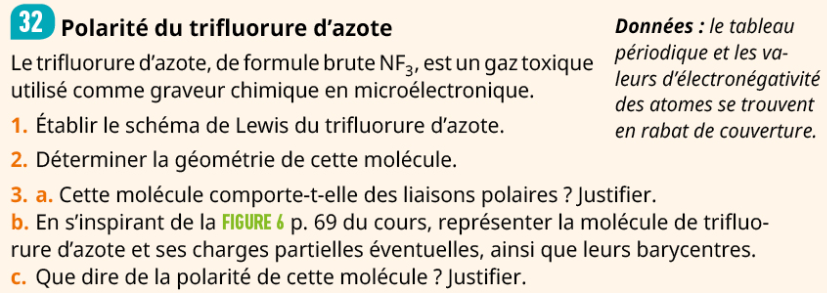 32 Polarité du trifluorure d'azote
Le trifluorure d'azote, de formule brute NF₃, est un gaz toxique
utilisé comme graveur chimique en microélectronique.
1. Établir le schéma de Lewis du trifluorure d'azote.
2. Déterminer la géométrie de cette molécule.
3. a. Cette molécule comporte-t-elle des liaisons polaires ? Justifier.
b. En s'inspirant de la FIGURE 6 p. 69 du cours, représenter la molécule de trifluo-
rure d'azote et ses charges partielles éventuelles, ainsi que leurs barycentres.
c. Que dire de la polarité de cette molécule ? Justifier.
Données : le tableau
périodique et les va-
leurs d'électronégativité
des atomes se trouvent
en rabat de couverture.